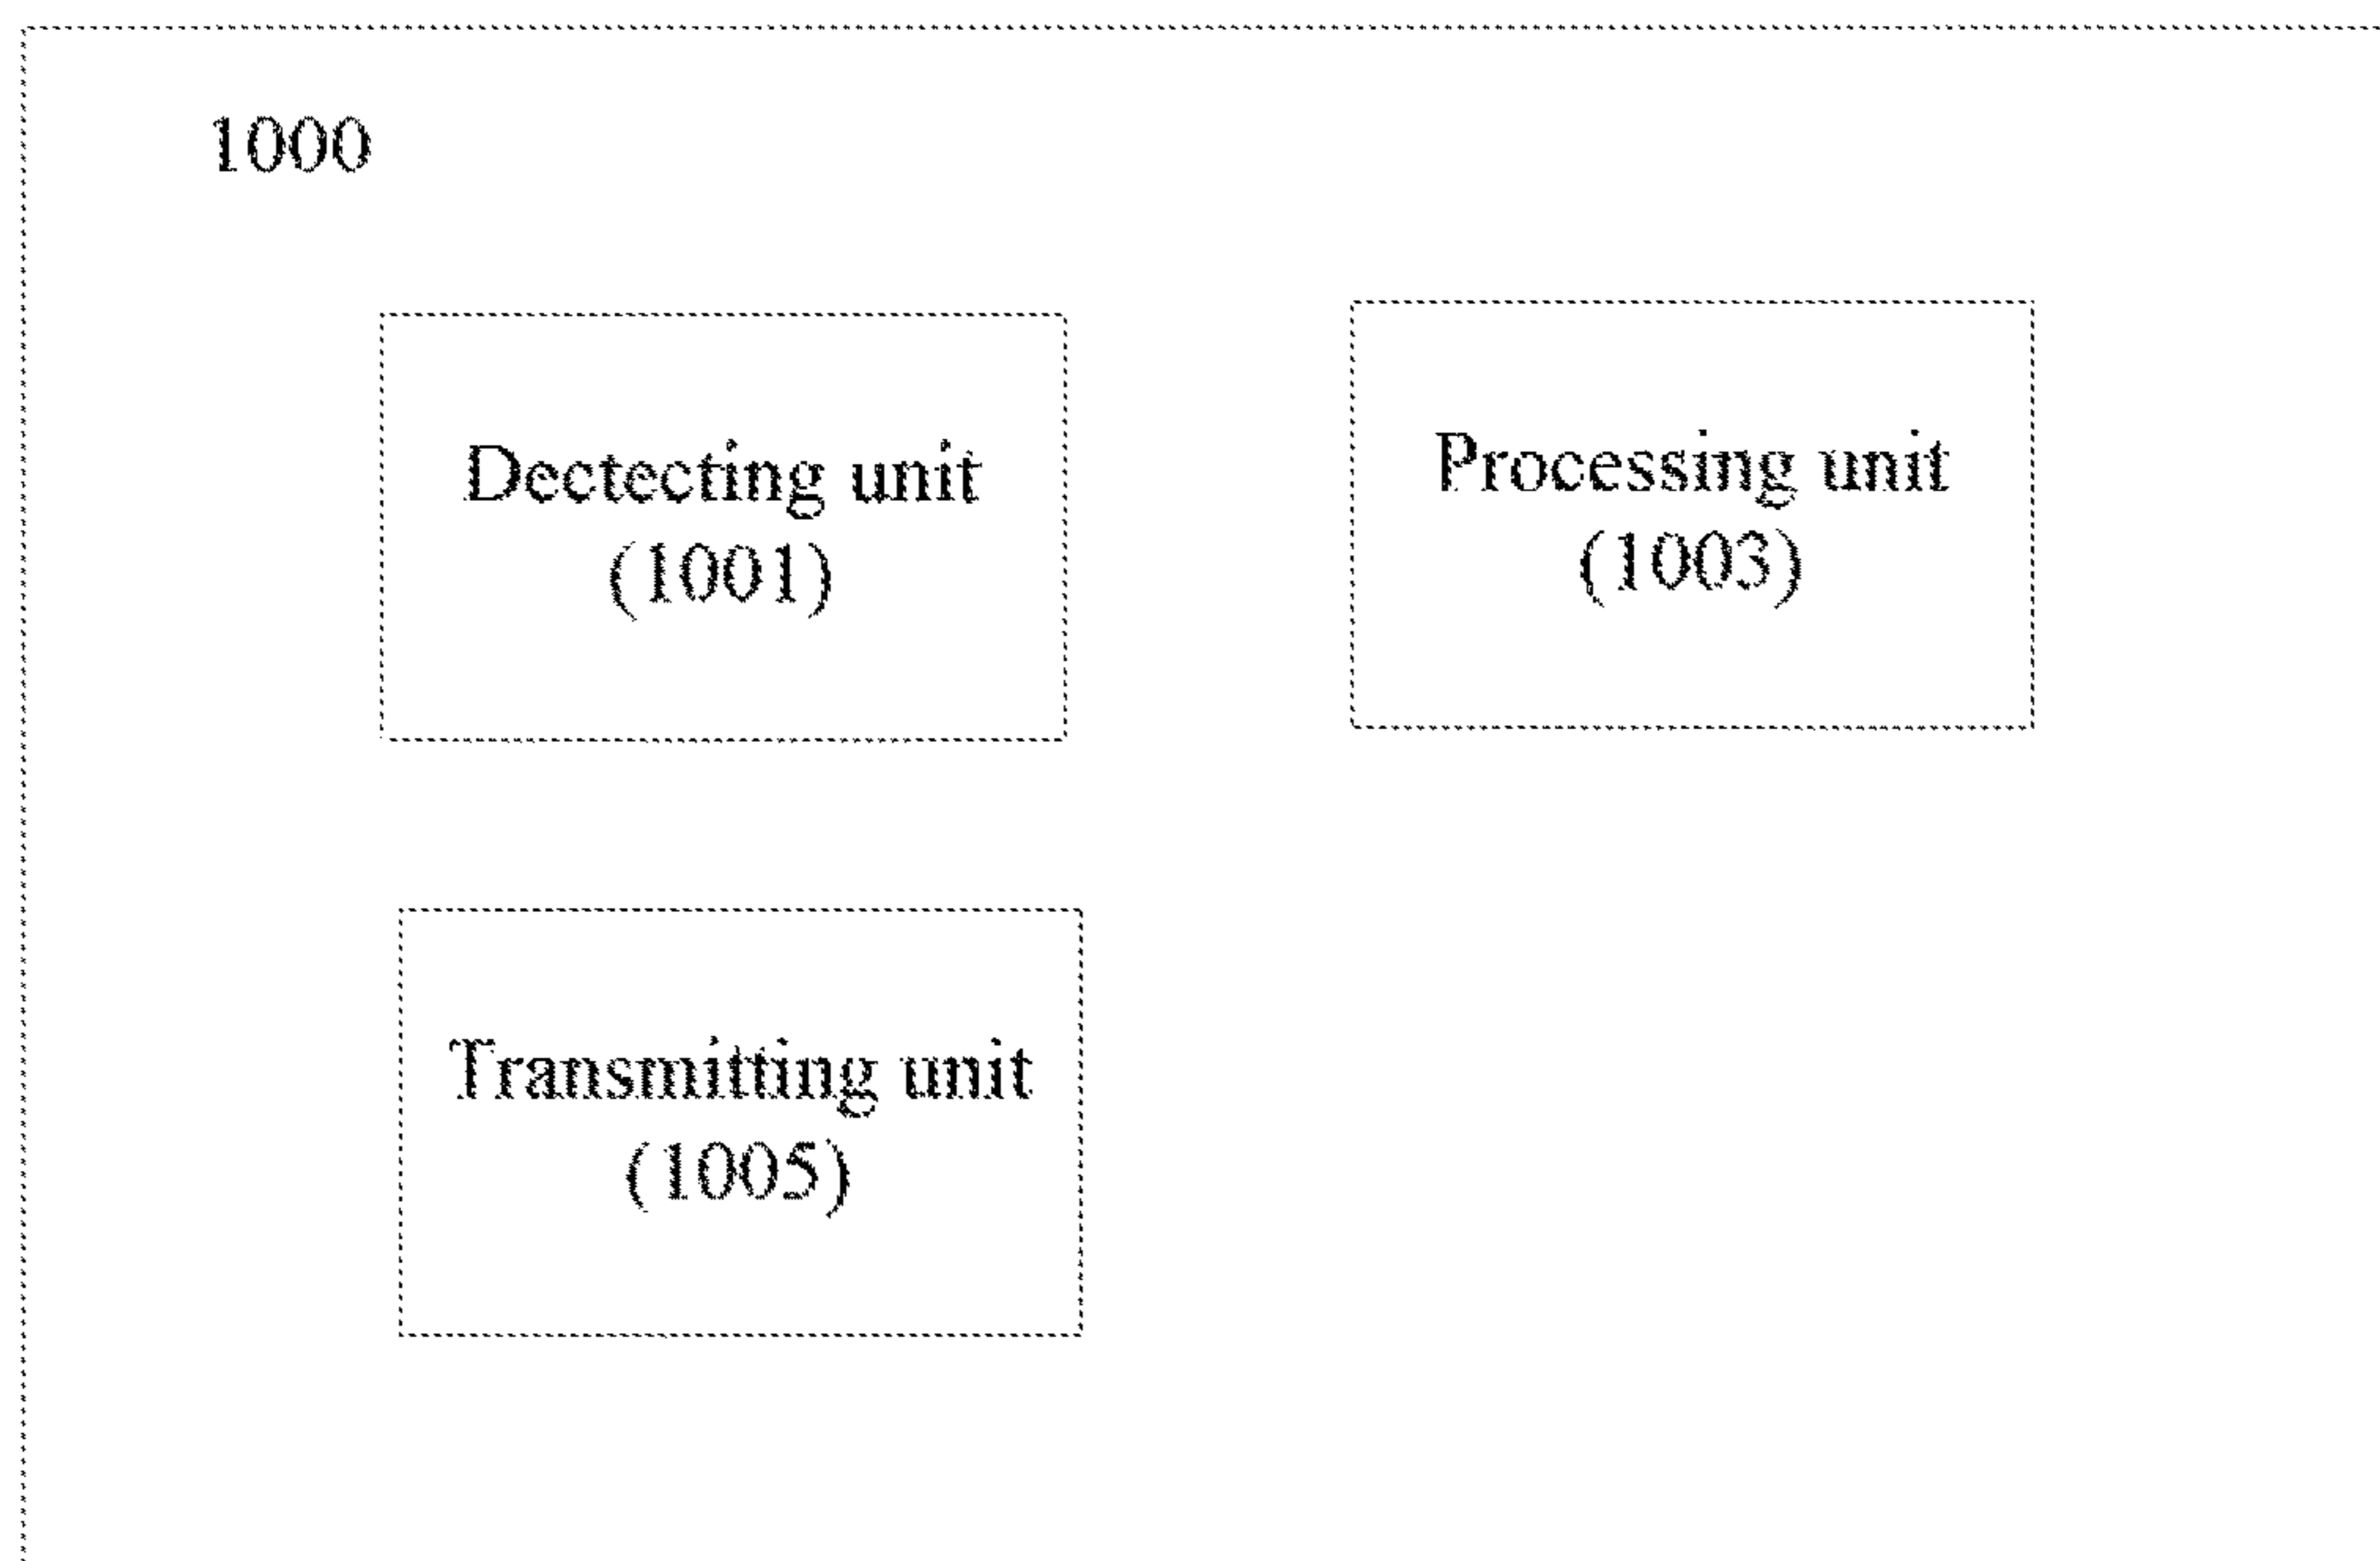 1000
Dectecting unit
(1001)
Processing unit
(1003)
Transmitting unit
(1005)